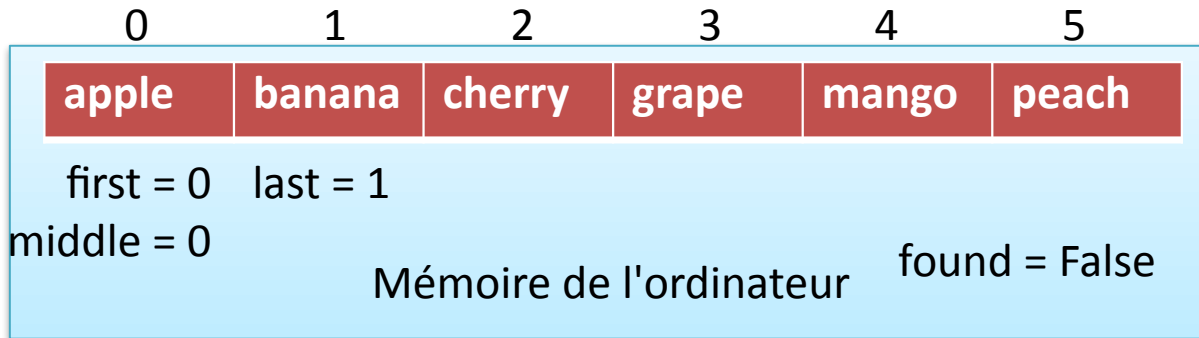 0 1 2 3 4 5
apple banana cherry grape mango peach
first = 0 last = 1
middle = 0
found = False
Mémoire de l'ordinateur